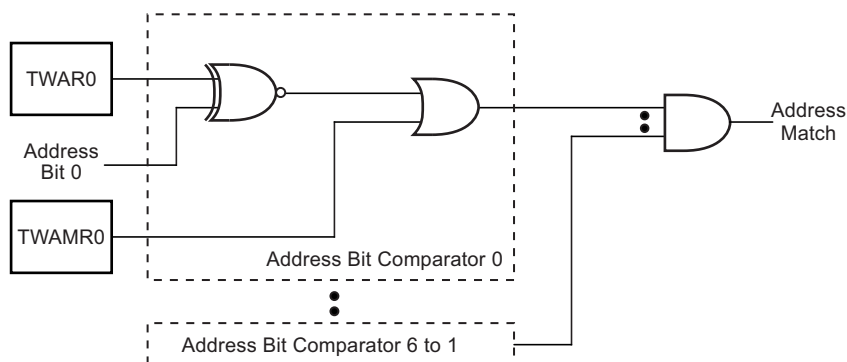 TWAR0
Address
Bit 0
TWAMR0
Address Bit Comparator 0
Address
Match
Address Bit Comparator 6 to 1